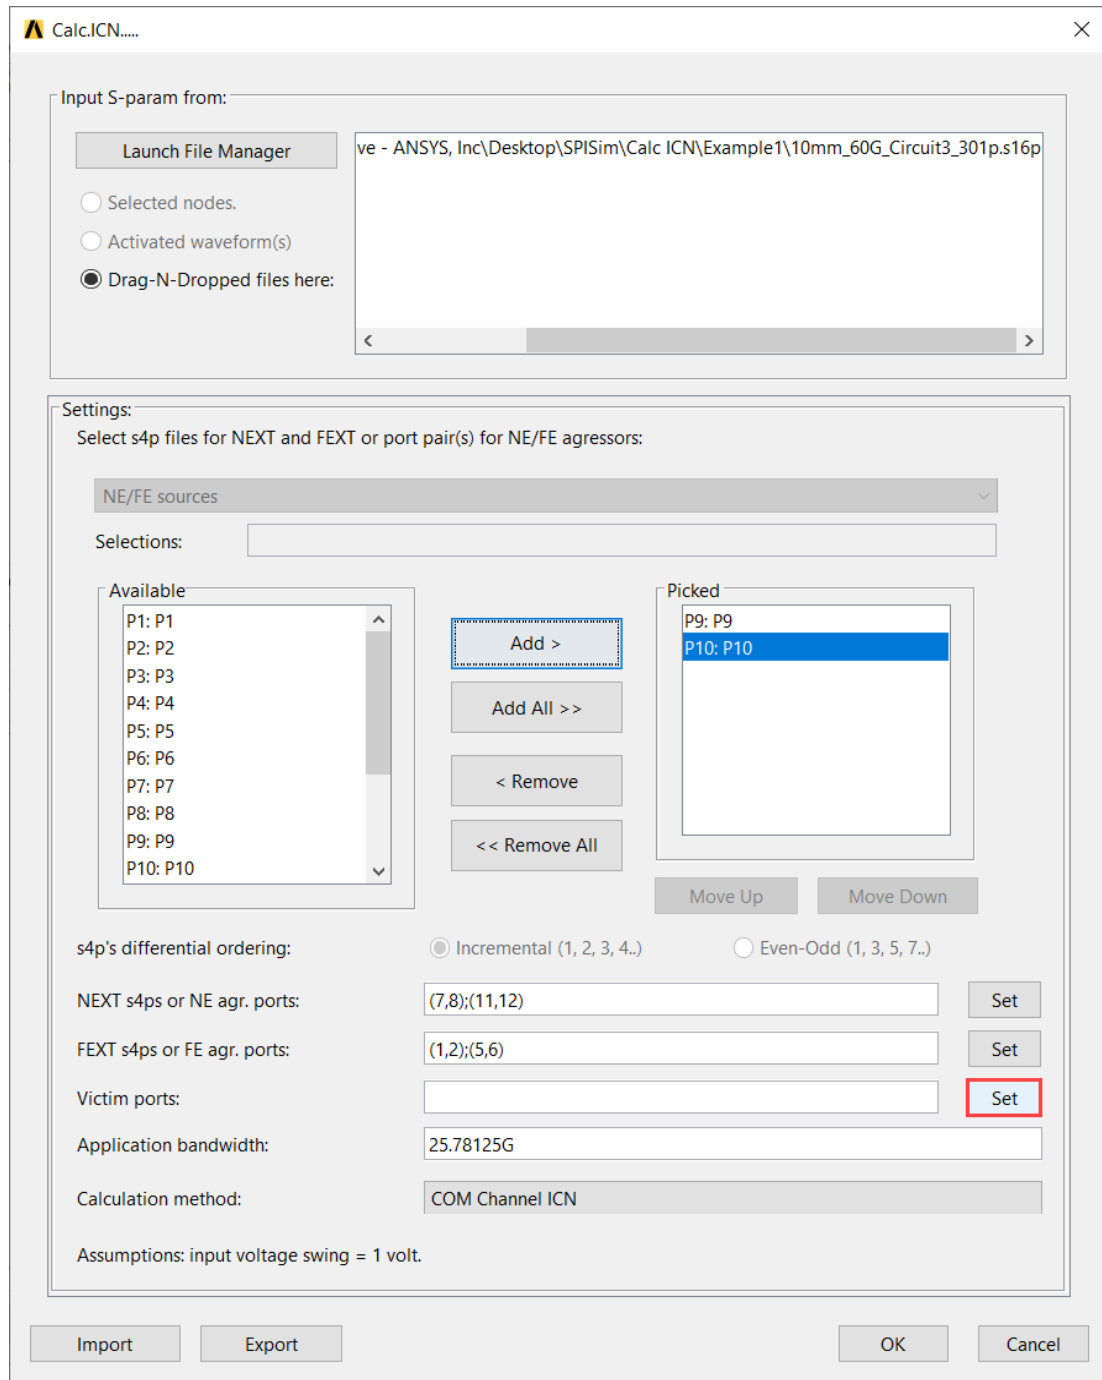 Calc.ICN.....
Input S-param from:
Launch File Manager
ve - ANSYS, Inc\Desktop\SPISim\Calc ICN\Example1\10mm_60G_Circuit3_301p.s16p
Selected nodes.
Activated waveform(s)
Drag-N-Dropped files here:
Settings:
Select s4p files for NEXT and FEXT or port pair(s) for NE/FE agressors:
NE/FE sources
Selections:
Available
P1: P1
P2: P2
P3: P3
P4: P4
P5: P5
P6: P6
P7: P7
P8: P8
P9: P9
P10: P10
Add >
Add All >>
< Remove
<< Remove All
Picked
P9: P9
P10: P10
Move Up
Move Down
s4p's differential ordering:
Incremental (1, 2, 3, 4..)
Even-Odd (1, 3, 5, 7..)
NEXT s4ps or NE agr. ports:
(7,8);(11,12)
Set
FEXT s4ps or FE agr. ports:
(1,2);(5,6)
Set
Victim ports:
Set
Application bandwidth:
25.78125G
Calculation method:
COM Channel ICN
Assumptions: input voltage swing = 1 volt.
Import
Export
OK
Cancel